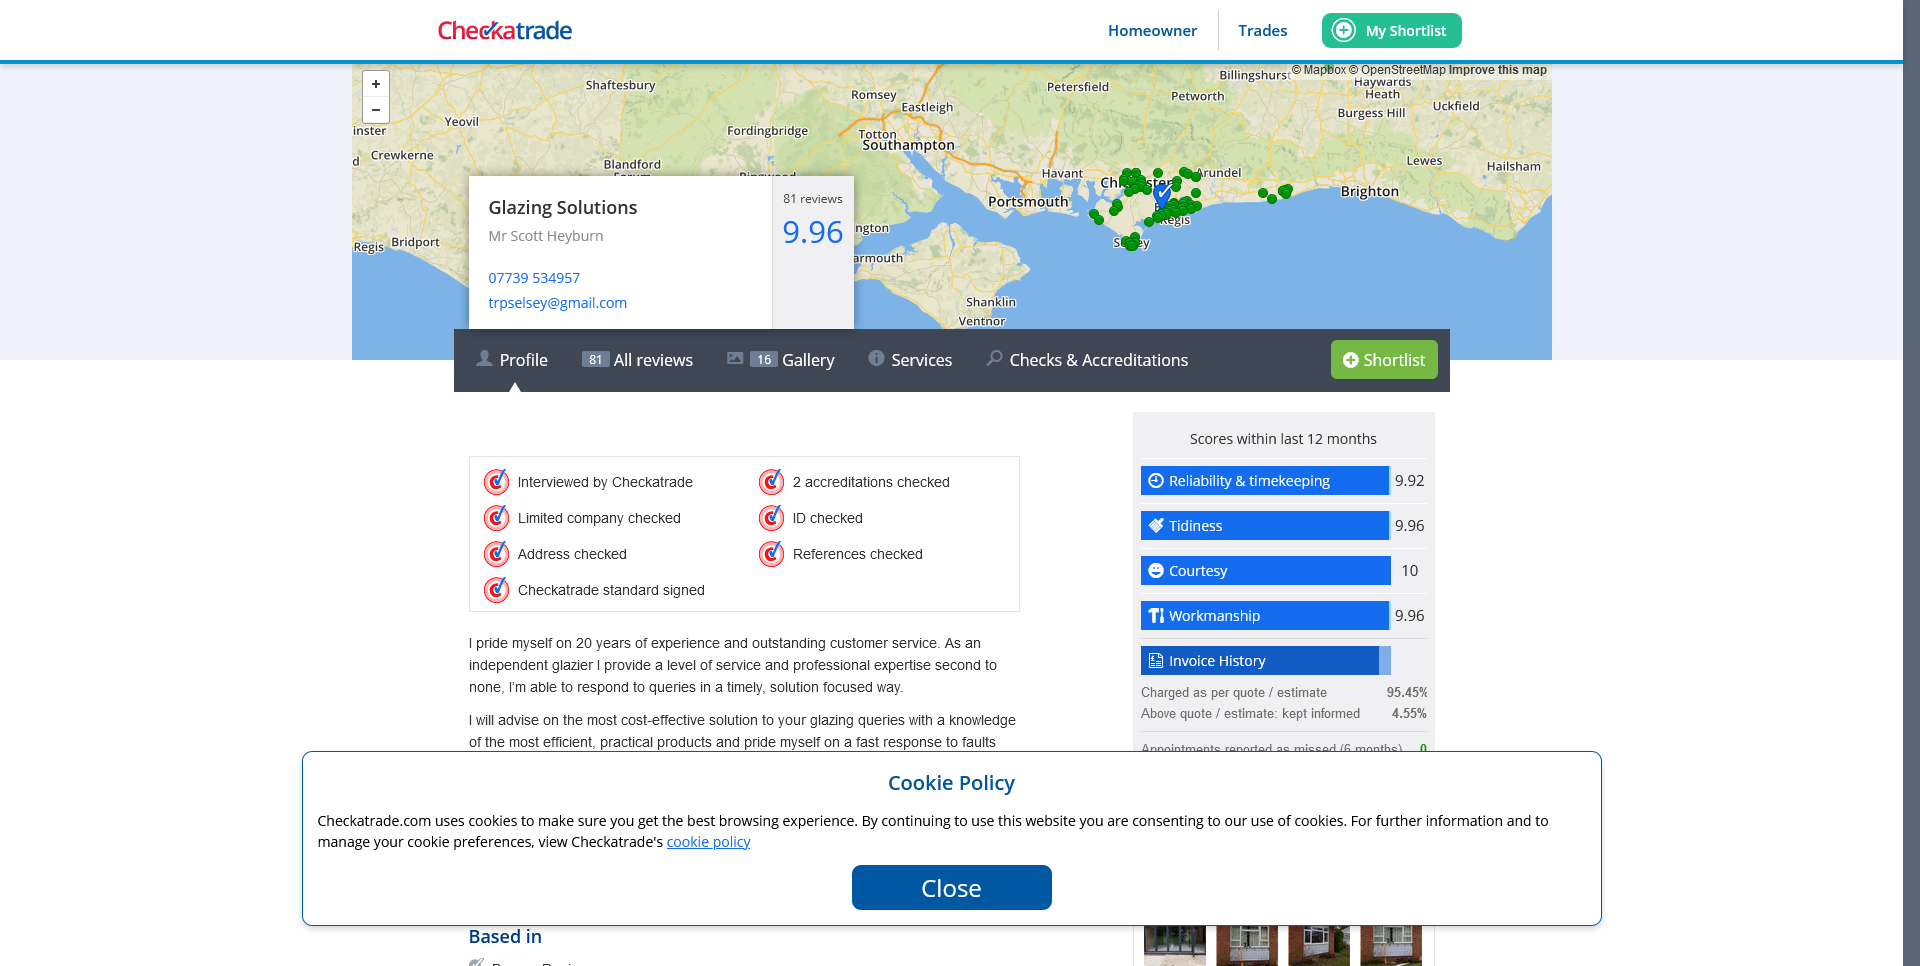 Checkatrade
Homeowner
Trades
My Shortlist
© Mapbox © OpenStreetMap Improve this map
+
−
Shaftesbury
Yeovil
inster
Crewkerne
d
Blandford
Fordingbridge
Romsey
Eastleigh
Totton
Southampton
Petersfield
Petworth
Billingshurst
Haywards
Heath
Burgess Hill
Uckfield
Lewes
Hailsham
Havant
Arundel
Portsmouth
Brighton
Regis
Regis
Bridport
ngton
armouth
Shanklin
Ventnor
Glazing Solutions
Mr Scott Heyburn
07739 534957
trpselsey@gmail.com
81 reviews
9.96
Profile
81 All reviews
16 Gallery
Services
Checks & Accreditations
Shortlist
Interviewed by Checkatrade
2 accreditations checked
Limited company checked
ID checked
Address checked
References checked
Checkatrade standard signed
I pride myself on 20 years of experience and outstanding customer service. As an
independent glazier I provide a level of service and professional expertise second to
none, I'm able to respond to queries in a timely, solution focused way.
I will advise on the most cost-effective solution to your glazing queries with a knowledge
of the most efficient, practical products and pride myself on a fast response to faults
Scores within last 12 months
Reliability & timekeeping 9.92
Tidiness 9.96
Courtesy 10
Workmanship 9.96
Invoice History
Charged as per quote / estimate 95.45%
Above quote / estimate: kept informed 4.55%
Appointments reported as missed (6 months) 0
Cookie Policy
Checkatrade.com uses cookies to make sure you get the best browsing experience. By continuing to use this website you are consenting to our use of cookies. For further information and to
manage your cookie preferences, view Checkatrade's cookie policy
Close
Based in